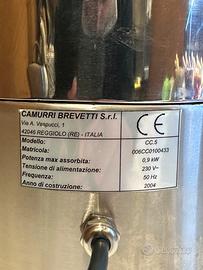 CAMURRI BREVETTI S.r.l.
Via A. Vespucci, 1
42046 REGGIOLO (RE) - ITALIA
CE
Modello: CC.5
Matricola: 006CC0100433
Potenza max assorbita: 0,9 kW
Tensione di alimentazione: 230 V~
Frequenza: 50 Hz
Anno di costruzione: 2004